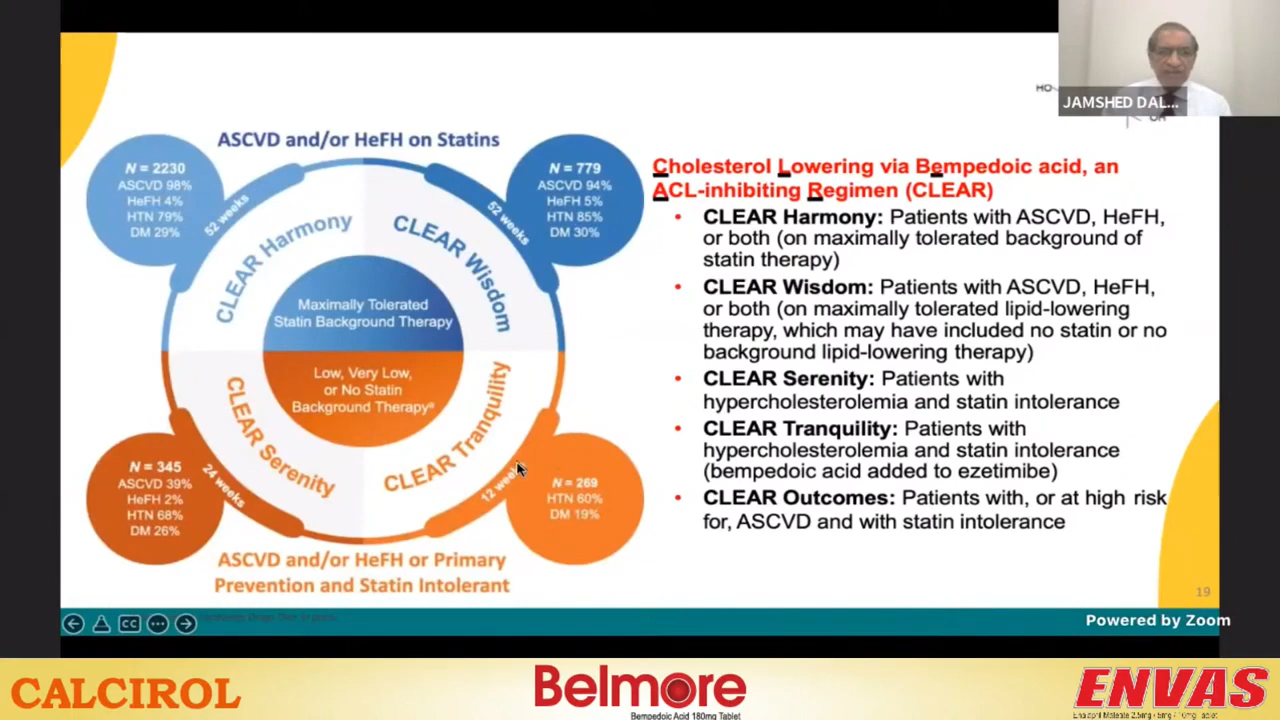 JAMSHED DAL...
ASCVD and/or HeFH on Statins
N = 2230
ASCVD 98%
HeFH 4%
HTN 79%
DM 29%
52 weeks
CLEAR Harmony
N = 779
ASCVD 94%
HeFH 5%
HTN 85%
DM 30%
52 weeks
CLEAR Wisdom
Maximally Tolerated
Statin Background Therapy
Low, Very Low,
or No Statin
Background Therapyᵃ
N = 345
ASCVD 39%
HeFH 2%
HTN 68%
DM 26%
24 weeks
CLEAR Serenity
N = 269
HTN 60%
DM 19%
12 weeks
CLEAR Tranquility
ASCVD and/or HeFH or Primary
Prevention and Statin Intolerant
Cholesterol Lowering via Bempedoic acid, an
ACL-inhibiting Regimen (CLEAR)
• CLEAR Harmony: Patients with ASCVD, HeFH,
or both (on maximally tolerated background of
statin therapy)
• CLEAR Wisdom: Patients with ASCVD, HeFH,
or both (on maximally tolerated lipid-lowering
therapy, which may have included no statin or no
background lipid-lowering therapy)
• CLEAR Serenity: Patients with
hypercholesterolemia and statin intolerance
• CLEAR Tranquility: Patients with
hypercholesterolemia and statin intolerance
(bempedoic acid added to ezetimibe)
• CLEAR Outcomes: Patients with, or at high risk
for, ASCVD and with statin intolerance
19
CC
Powered by Zoom
CALCIROL
Belmore
Bempedoic Acid 180mg Tablet
ENVAS
Enalapril Maleate 2.5mg / 5mg / 10mg Tablet